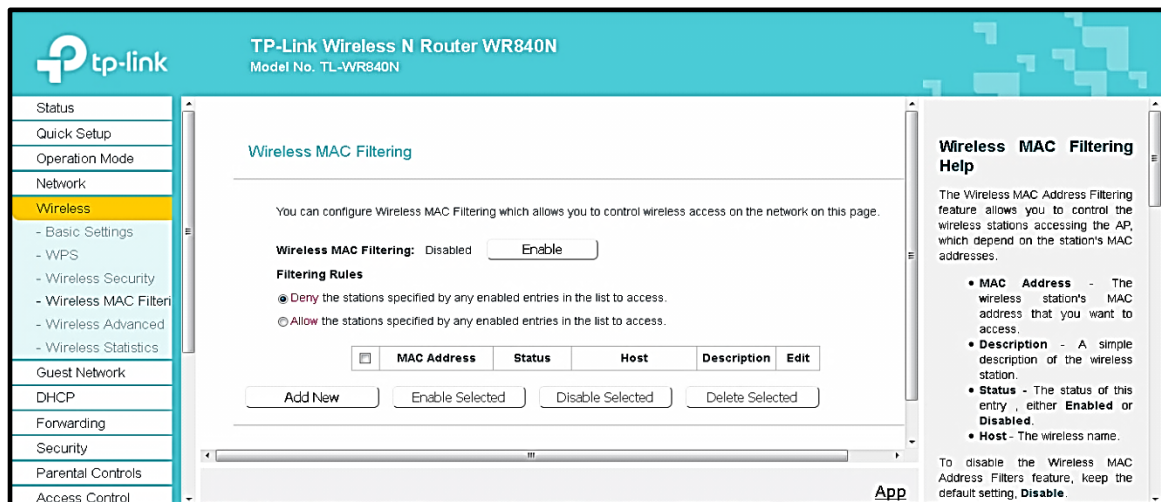 tp-link
TP-Link Wireless N Router WR840N
Model No. TL-WR840N
Status
Quick Setup
Operation Mode
Network
Wireless
- Basic Settings
- WPS
- Wireless Security
- Wireless MAC Filteri
- Wireless Advanced
- Wireless Statistics
Guest Network
DHCP
Forwarding
Security
Parental Controls
Access Control
Wireless MAC Filtering
You can configure Wireless MAC Filtering which allows you to control wireless access on the network on this page.
Wireless MAC Filtering: Disabled Enable
Filtering Rules
Deny the stations specified by any enabled entries in the list to access.
Allow the stations specified by any enabled entries in the list to access.
MAC Address Status Host Description Edit
Add New Enable Selected Disable Selected Delete Selected
App
Wireless MAC Filtering
Help
The Wireless MAC Address Filtering
feature allows you to control the
wireless stations accessing the AP,
which depend on the station's MAC
addresses.
• MAC Address - The
wireless station's MAC
address that you want to
access.
• Description - A simple
description of the wireless
station.
• Status - The status of this
entry , either Enabled or
Disabled.
• Host - The wireless name.
To disable the Wireless MAC
Address Filters feature, keep the
default setting, Disable.